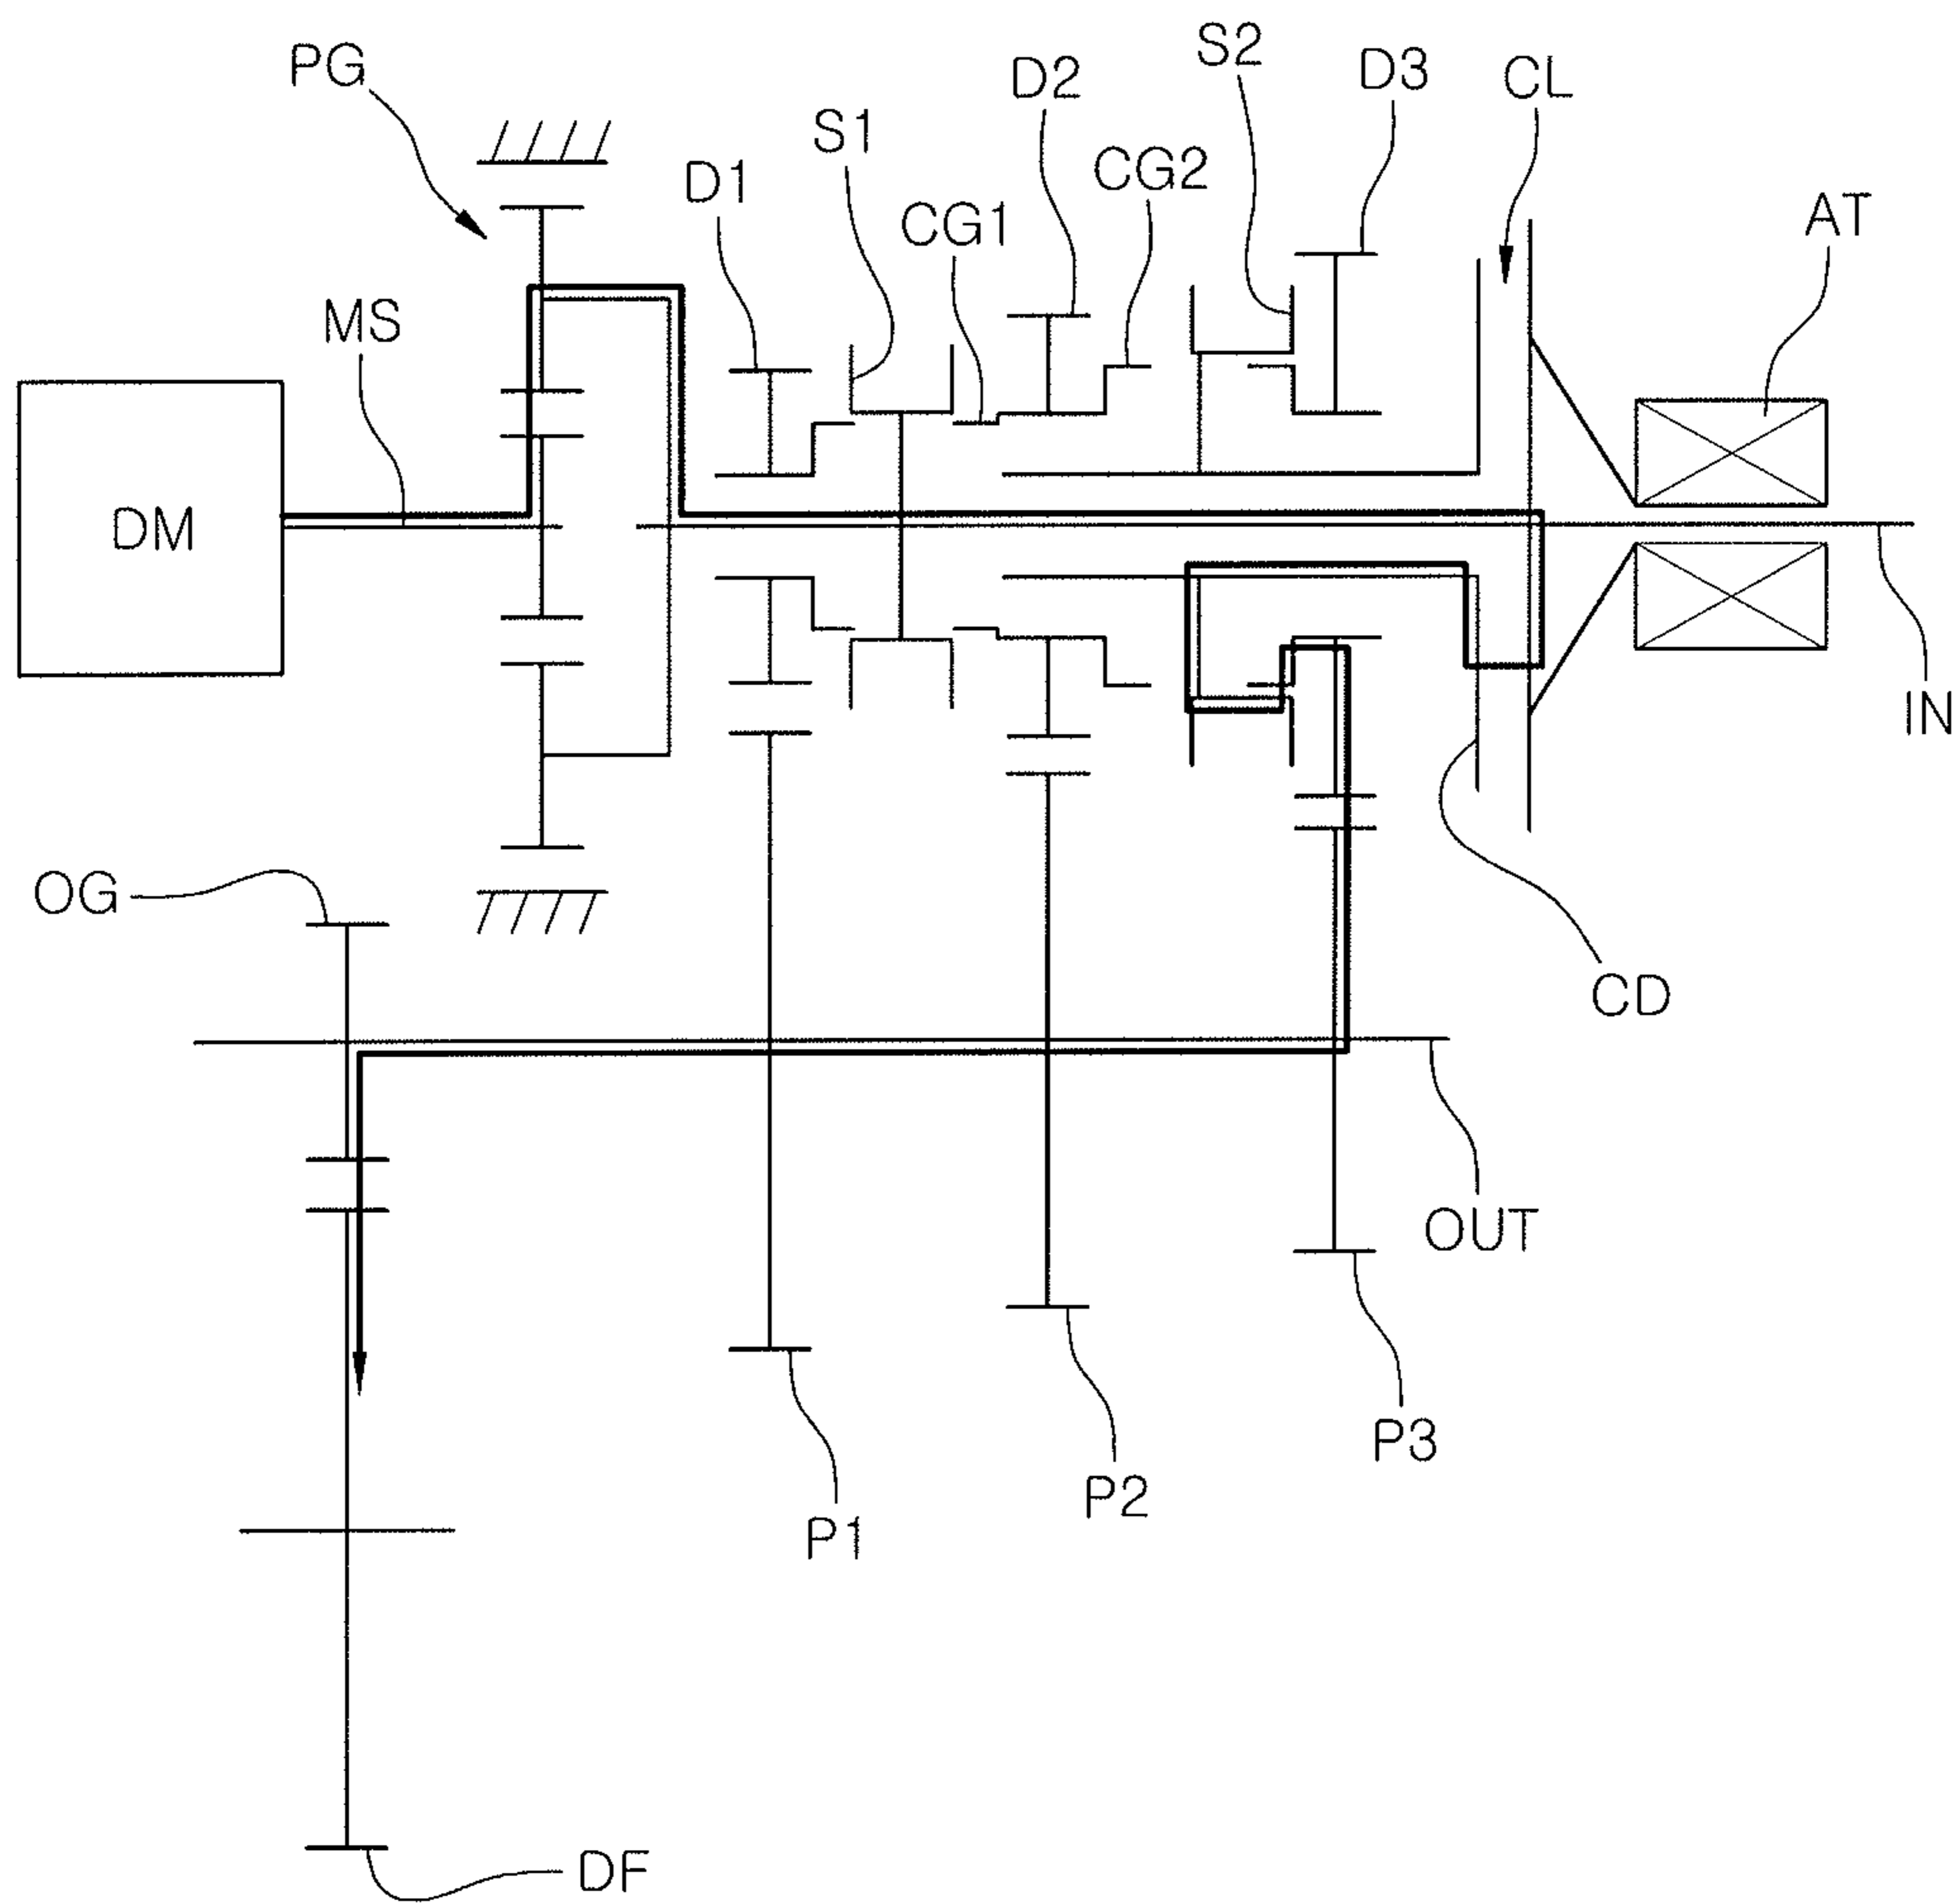 PG
S1
D2
S2
D3
CL
D1
CG1
CG2
AT
MS
DM
IN
OG
CD
OUT
P3
P2
P1
DF